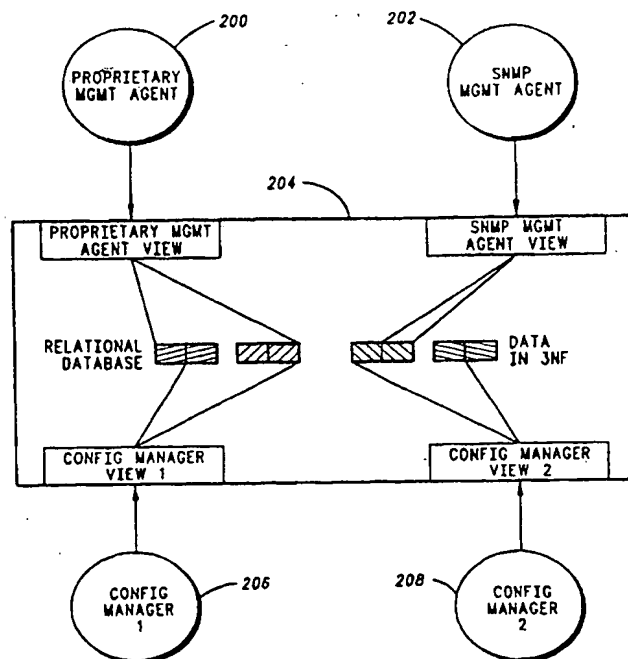 200
202
PROPRIETARY
MGMT AGENT
SNMP
MGMT AGENT
204
PROPRIETARY MGMT
AGENT VIEW
SNMP MGMT
AGENT VIEW
RELATIONAL
DATABASE
DATA
IN 3NF
CONFIG MANAGER
VIEW 1
CONFIG MANAGER
VIEW 2
206
208
CONFIG
MANAGER
1
CONFIG
MANAGER
2